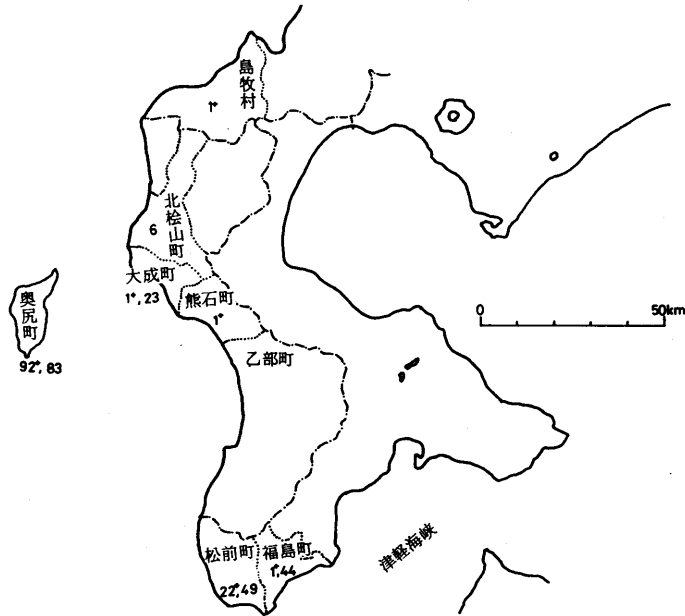 島牧村
1*
北桧山町
6
大成町
1*, 23
熊石町
1*
奥尻町
92*, 83
乙部町
0
50km
松前町
22*, 49
福島町
1*, 44
津軽海峡